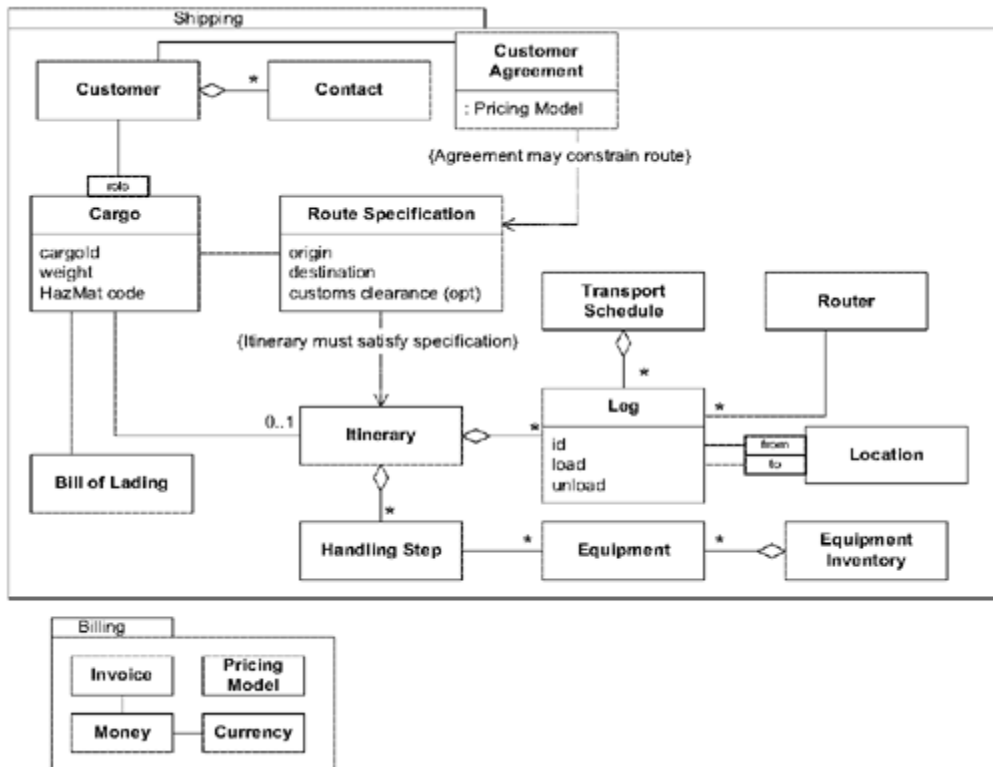 Shipping
Customer
Agreement
: Pricing Model
Customer
*
Contact
{Agreement may constrain route}
role
Cargo
cargoId
weight
HazMat code
Route Specification
origin
destination
customs clearance (opt)
Transport
Schedule
Router
{Itinerary must satisfy specification}
*
*
0..1
Itinerary
*
Leg
id
load
unload
from
to
Location
Bill of Lading
*
Handling Step
*
Equipment
*
Equipment
Inventory
Billing
Invoice
Pricing
Model
Money
Currency